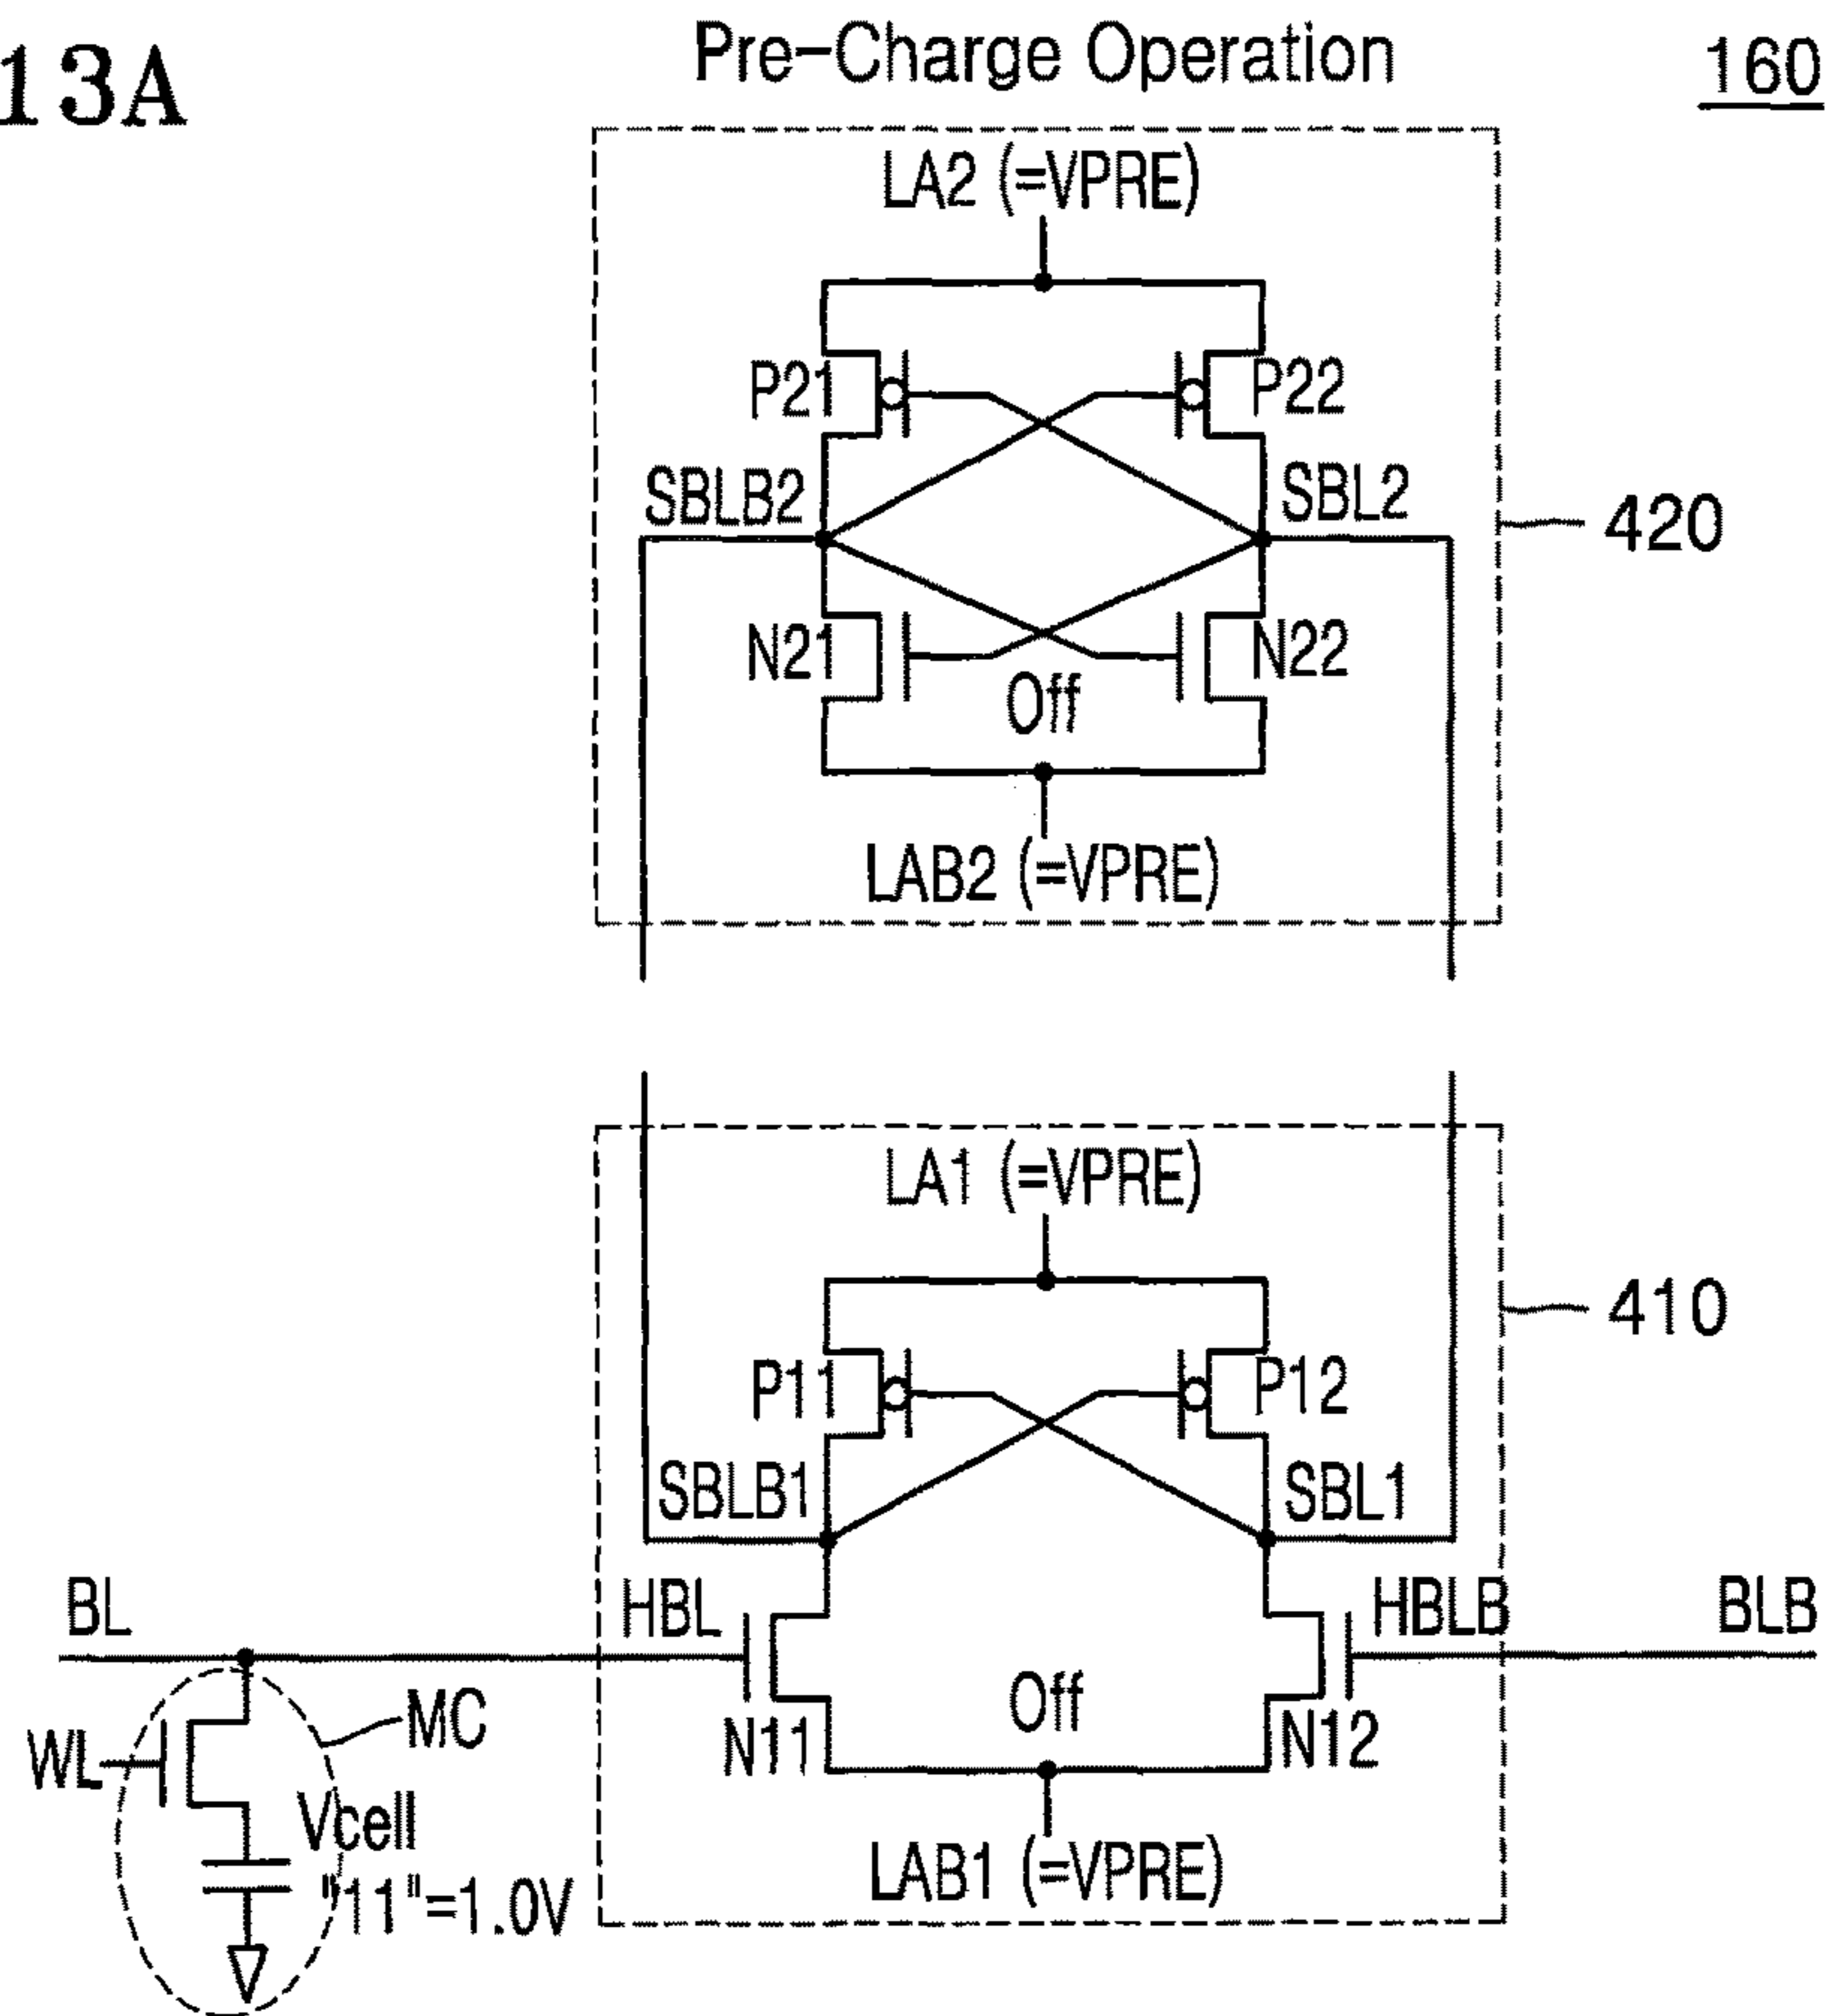 13A
Pre-Charge Operation
160
LA2 (=VPRE)
P21
P22
SBLB2
SBL2
420
N21
N22
Off
LAB2 (=VPRE)
LA1 (=VPRE)
410
P11
P12
SBLB1
SBL1
BL
HBL
HBLB
BLB
MC
Off
WL
N11
N12
Vcell
"11"=1.0V
LAB1 (=VPRE)